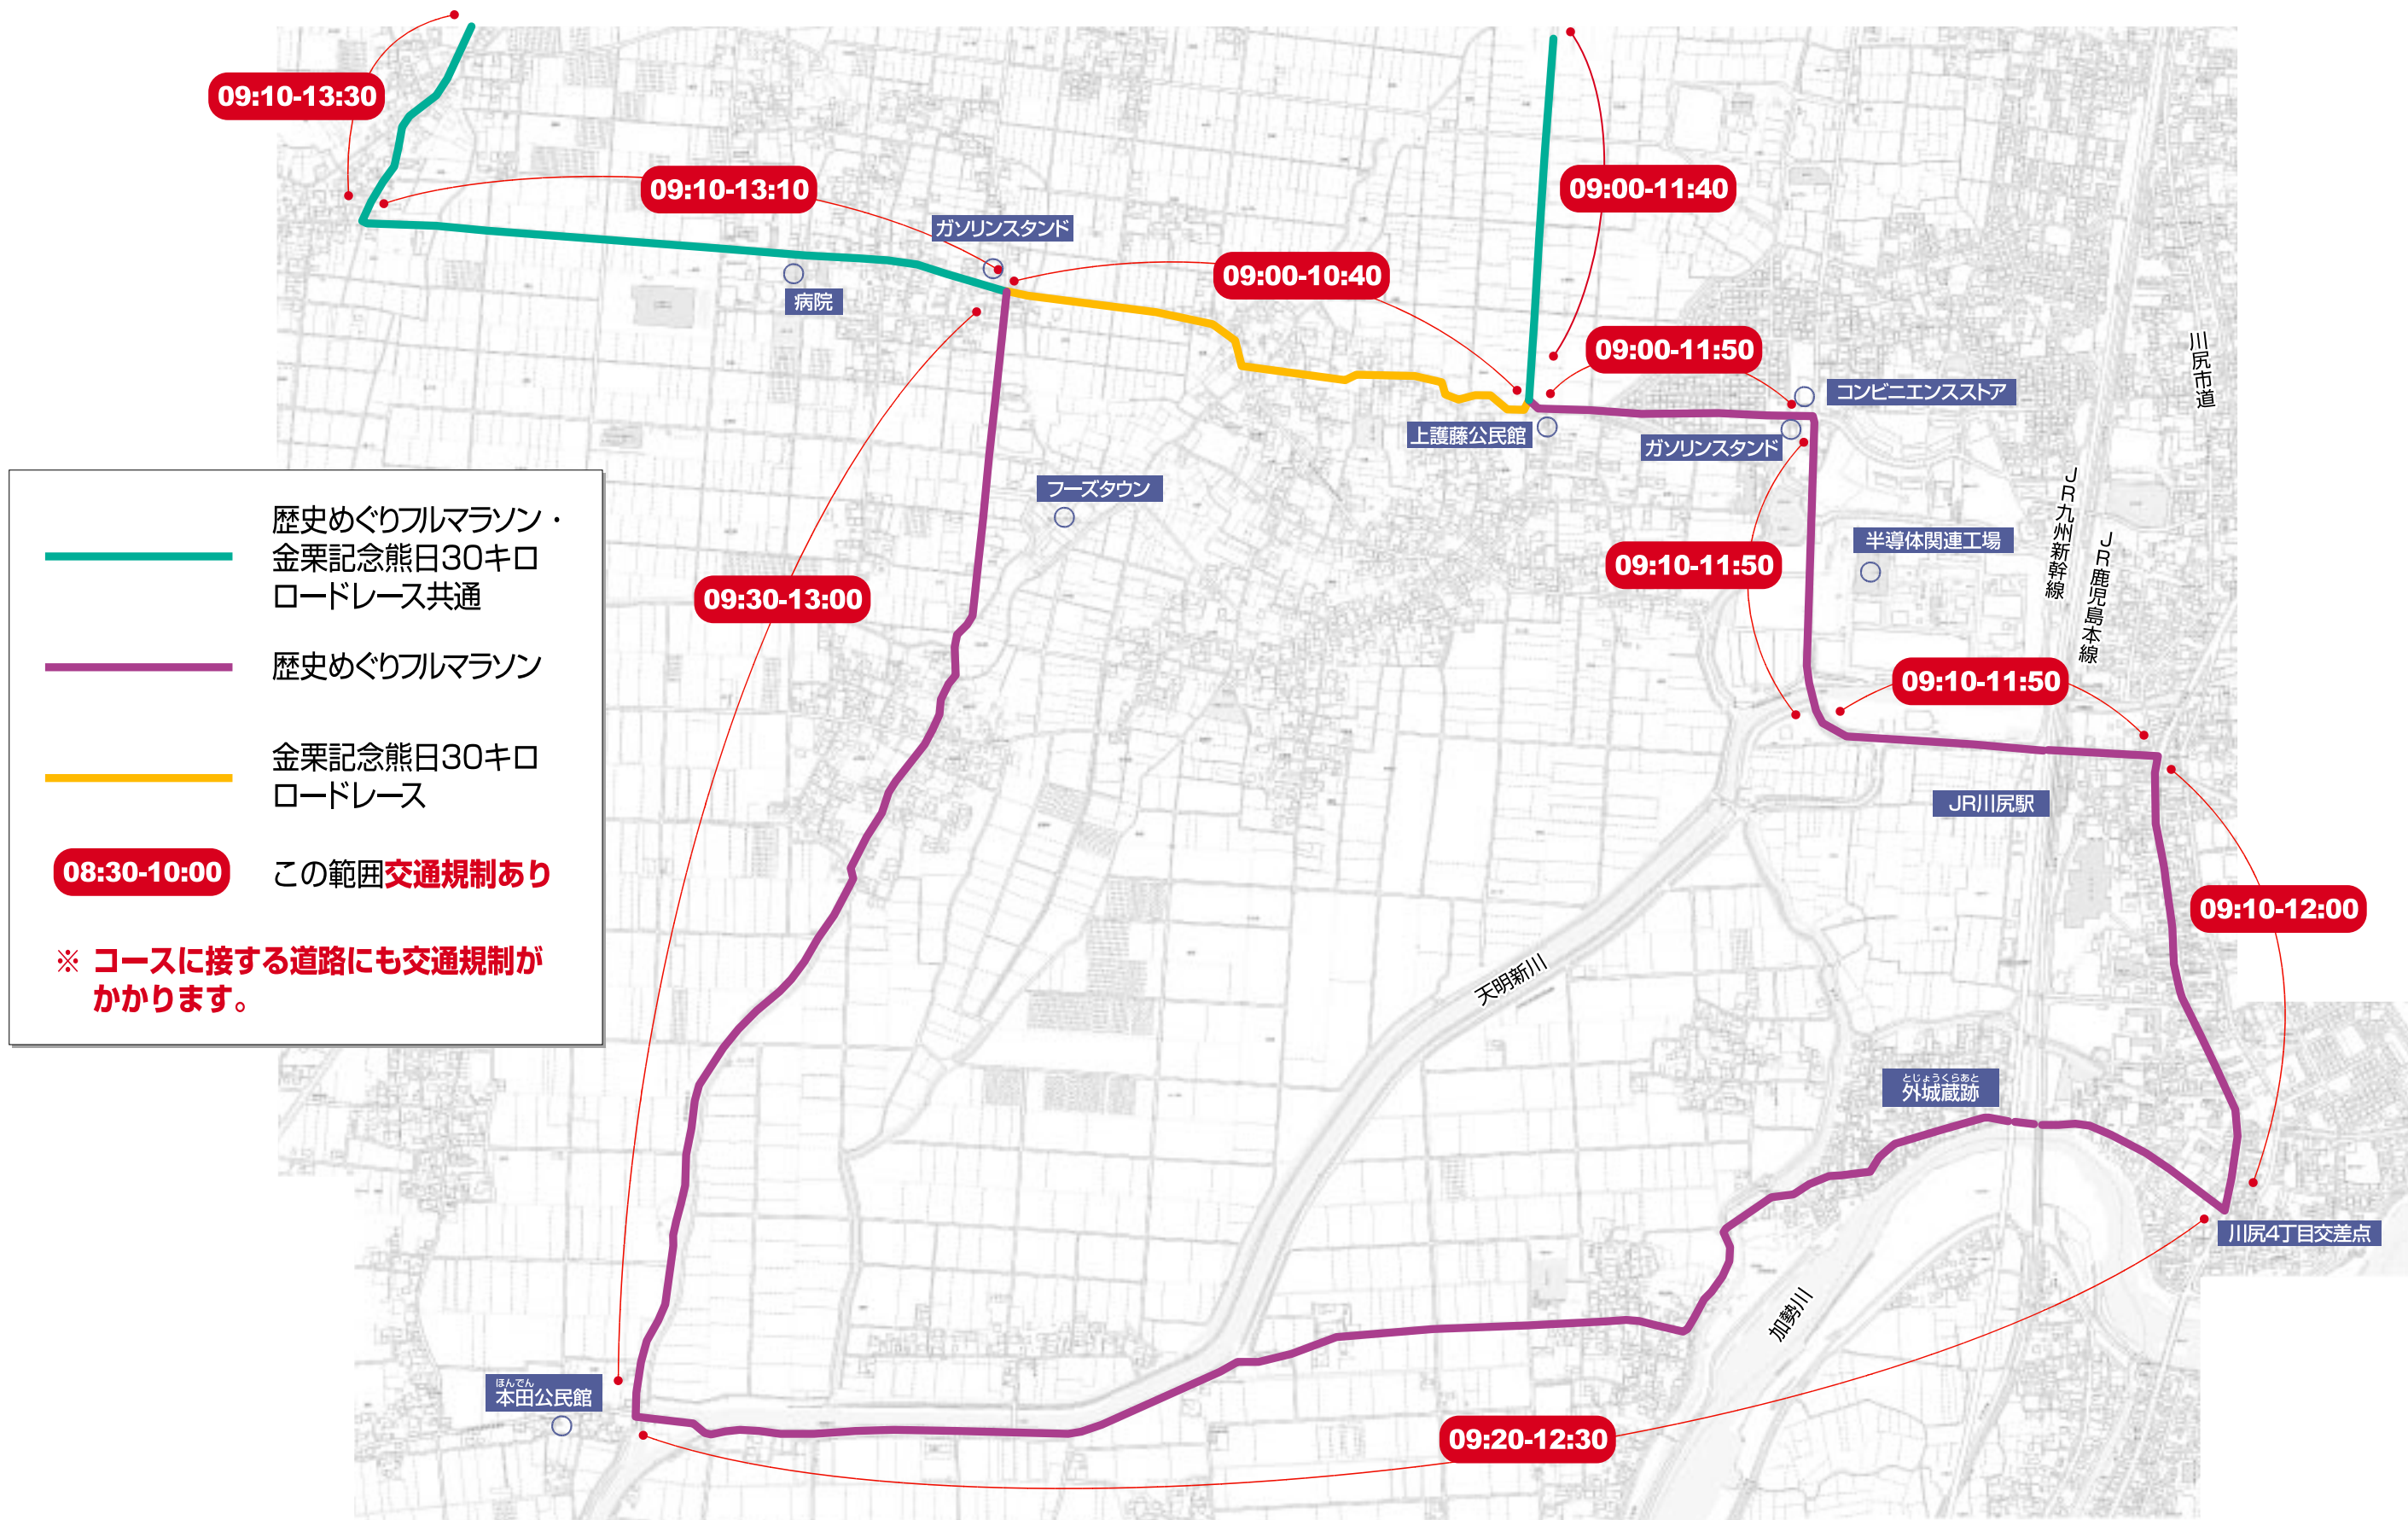 09:10-13:30
09:10-13:10
09:00-11:40
ガソリンスタンド
09:00-10:40
病院
09:00-11:50
川尻市道
コンビニエンスストア
上護藤公民館
ガソリンスタンド
フーズタウン
JR九州新幹線
JR鹿児島本線
半導体関連工場
09:10-11:50
09:30-13:00
09:10-11:50
JR川尻駅
09:10-12:00
天明新川
とじょうくらあと
外城蔵跡
川尻4丁目交差点
加勢川
ほんでん
本田公民館
09:20-12:30
歴史めぐりフルマラソン・
金栗記念熊日30キロ
ロードレース共通
歴史めぐりフルマラソン
金栗記念熊日30キロ
ロードレース
08:30-10:00
この範囲交通規制あり
※ コースに接する道路にも交通規制が
かかります。